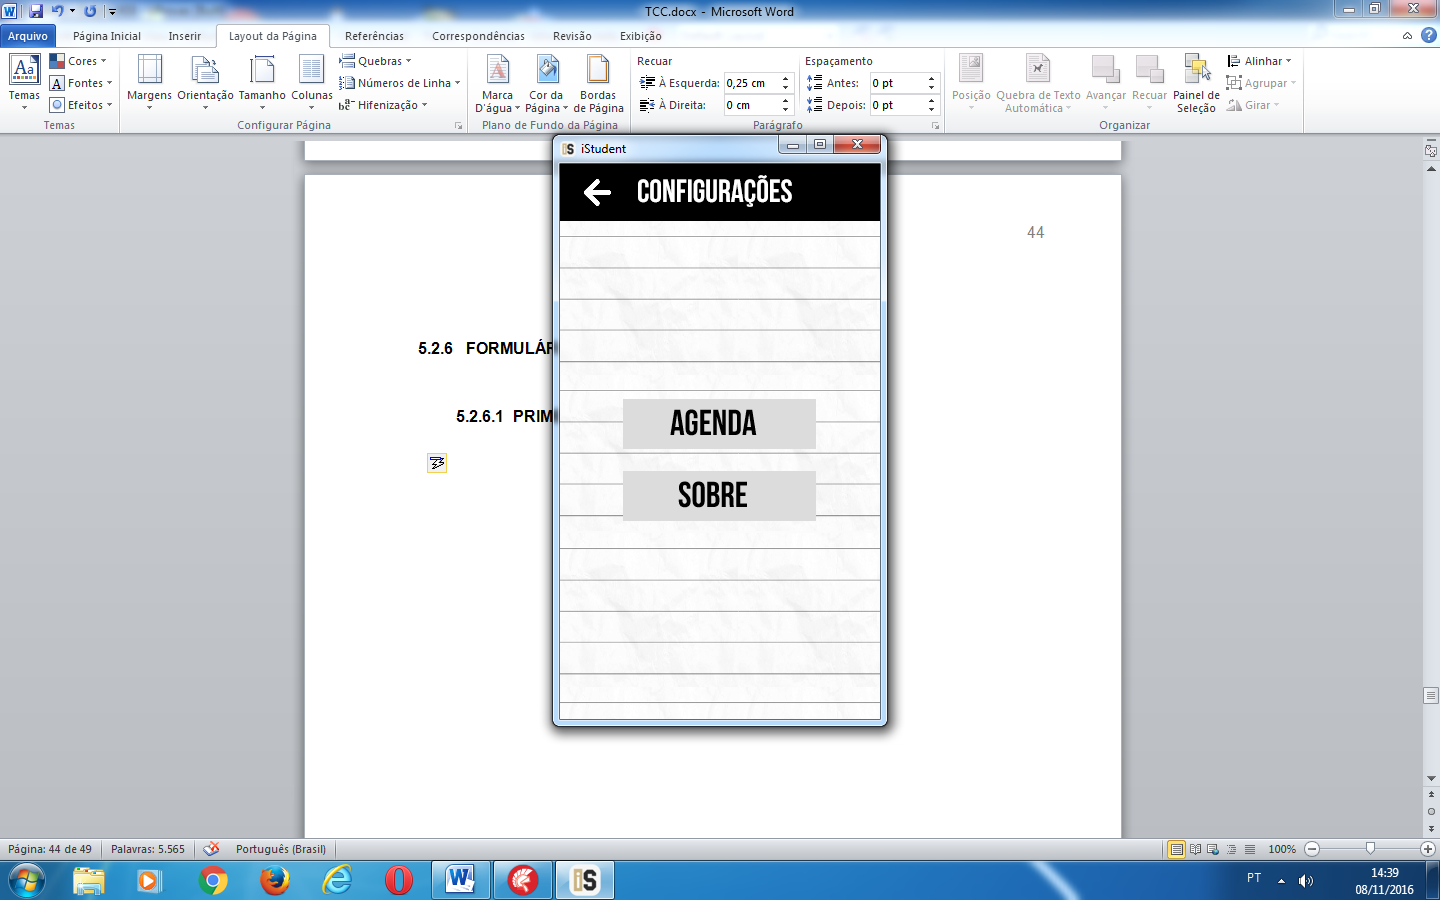 TCC.docx - Microsoft Word
Arquivo Página Inicial Inserir Layout da Página Referências Correspondências Revisão Exibição
Temas
Cores
Fontes
Efeitos
Temas
Margens Orientação Tamanho Colunas
Quebras
Números de Linha
Hifenização
Configurar Página
Marca D'água
Cor da Página
Bordas de Página
Plano de Fundo da Página
Recuar
À Esquerda: 0,25 cm
À Direita: 0 cm
Espaçamento
Antes: 0 pt
Depois: 0 pt
Parágrafo
Posição
Quebra de Texto Automática
Avançar
Recuar
Painel de Seleção
Alinhar
Agrupar
Girar
Organizar
iS iStudent
CONFIGURAÇÕES
AGENDA
SOBRE
44
5.2.6 FORMULÁR
5.2.6.1 PRIM
Página: 44 de 49 Palavras: 5.565 Português (Brasil) 100%
iS
PT 14:39
08/11/2016